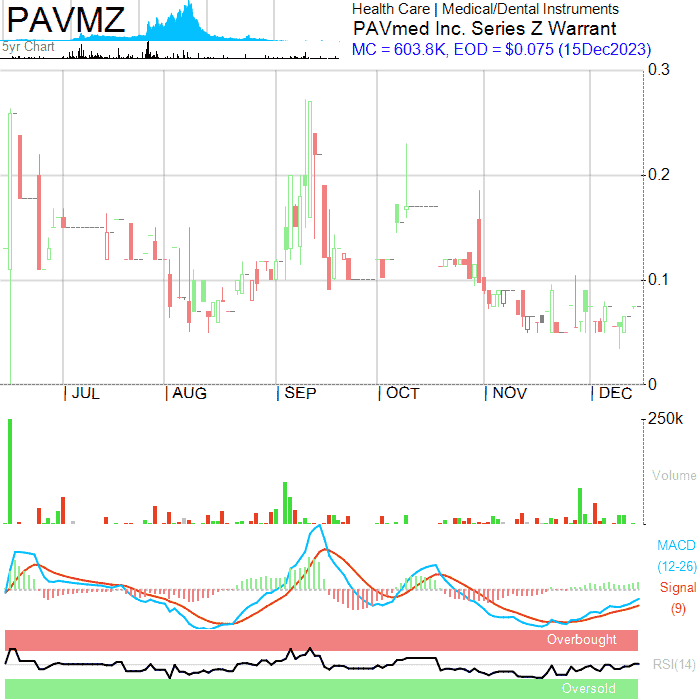 PAVMZ
5yr Chart
Health Care | Medical/Dental Instruments
PAVmed Inc. Series Z Warrant
MC = 603.8K, EOD = $0.075 (15Dec2023)
0.3
0.2
0.1
0
JUL
AUG
SEP
OCT
NOV
DEC
250k
Volume
MACD
(12-26)
Signal
(9)
Overbought
RSI(14)
Oversold